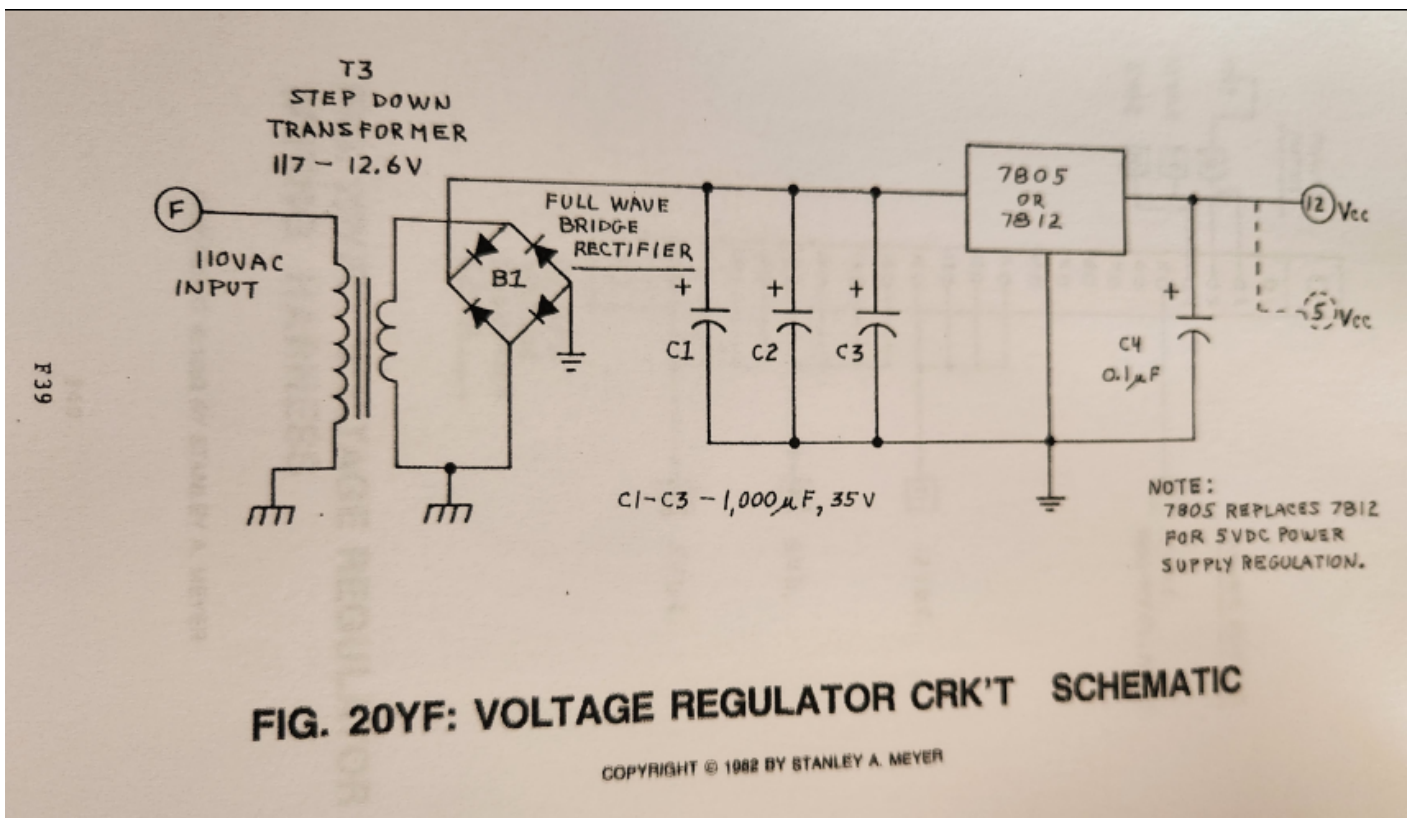 T3
STEP DOWN
TRANSFORMER
117 - 12.6V
F
110VAC
INPUT
FULL WAVE
BRIDGE
RECTIFIER
B1
+
C1
+
C2
+
C3
7805
OR
7812
12 Vcc
5 Vcc
+
C4
0.1µF
C1-C3 - 1,000µF, 35V
NOTE:
7805 REPLACES 7812
FOR 5VDC POWER
SUPPLY REGULATION.
F39
FIG. 20YF: VOLTAGE REGULATOR CRK'T SCHEMATIC
COPYRIGHT © 1982 BY STANLEY A. MEYER